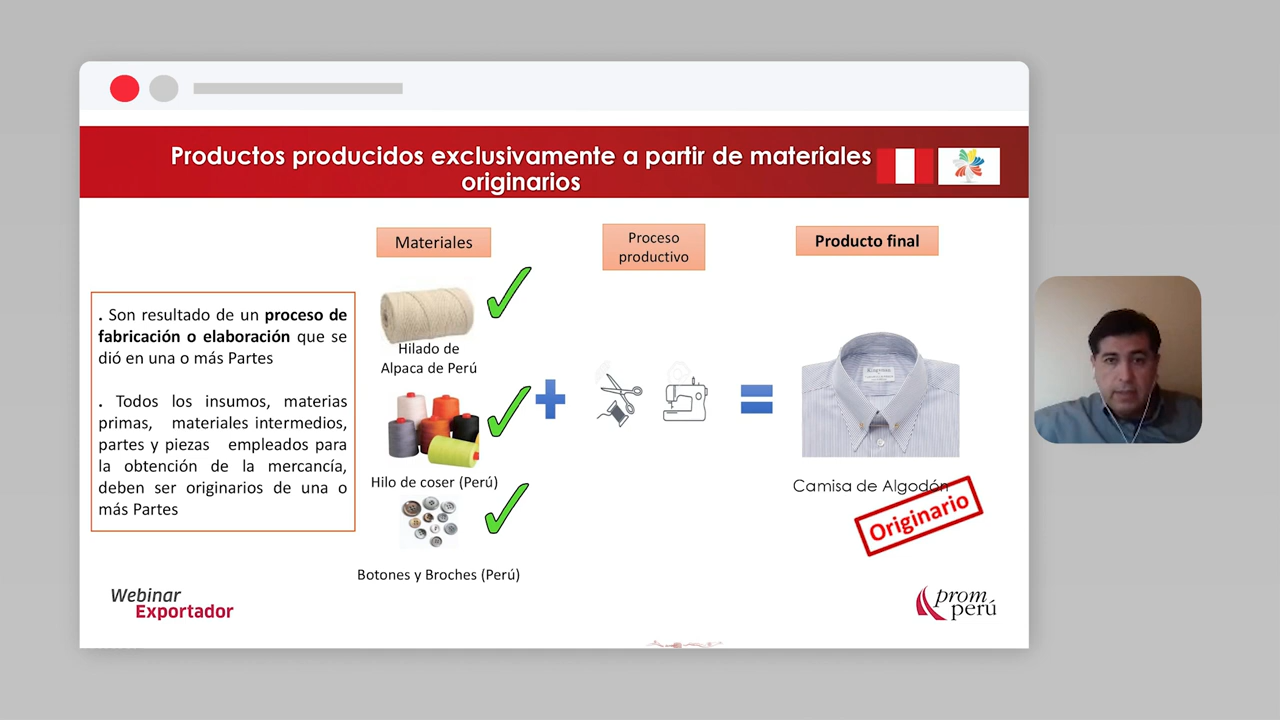 Productos producidos exclusivamente a partir de materiales
originarios
Materiales
Proceso
productivo
Producto final
. Son resultado de un proceso de
fabricación o elaboración que se
dió en una o más Partes
. Todos los insumos, materias
primas, materiales intermedios,
partes y piezas empleados para
la obtención de la mercancía,
deben ser originarios de una o
más Partes
Hilado de
Alpaca de Perú
Hilo de coser (Perú)
Botones y Broches (Perú)
Camisa de Algodón
Originario
Webinar
Exportador
prom
perú